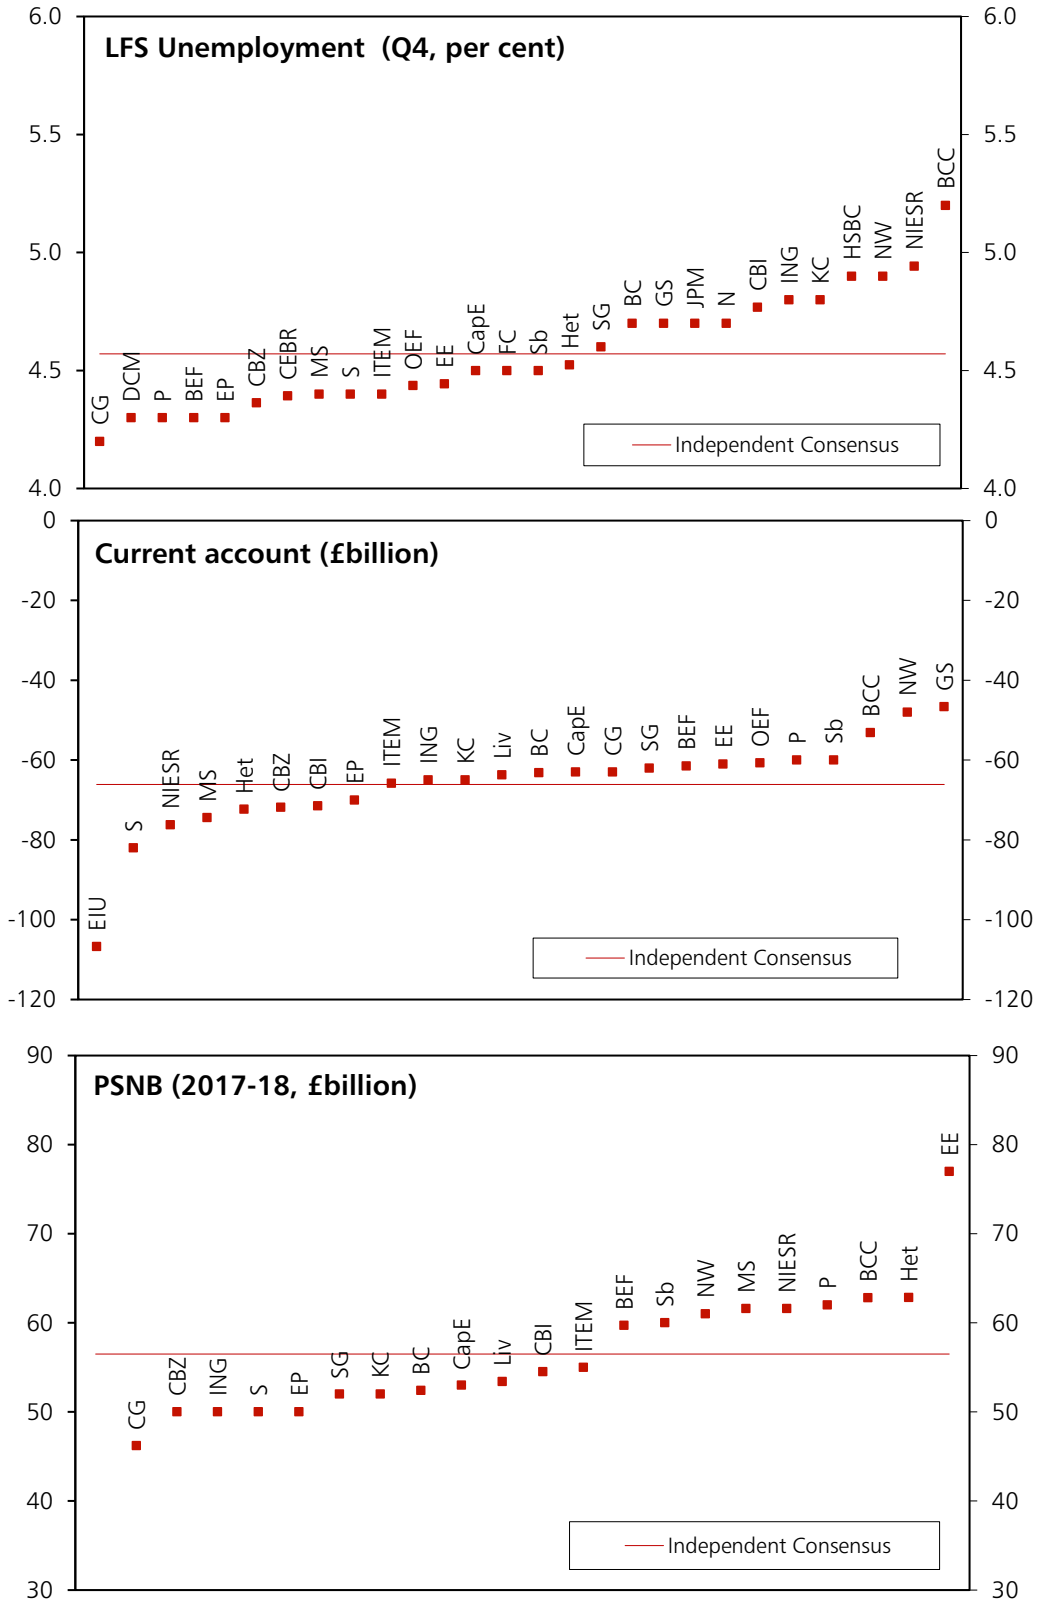 LFS Unemployment (Q4, per cent)
6.0 6.0
5.5 5.5
5.0 5.0
4.5 4.5
4.0 4.0
CG DCM P BEF EP CBZ CEBR MS S ITEM OEF EE CapE FC Sb Het SG BC GS JPM N CBI ING KC HSBC NW NIESR BCC
Independent Consensus
Current account (£billion)
0 0
-20 -20
-40 -40
-60 -60
-80 -80
-100 -100
-120 -120
EIU S NIESR MS Het CBZ CBI EP ITEM ING KC Liv BC CapE CG SG BEF EE OEF P Sb BCC NW GS
Independent Consensus
PSNB (2017-18, £billion)
90 90
80 80
70 70
60 60
50 50
40 40
30 30
CG CBZ ING S EP SG KC BC CapE Liv CBI ITEM BEF Sb NW MS NIESR P BCC Het EE
Independent Consensus